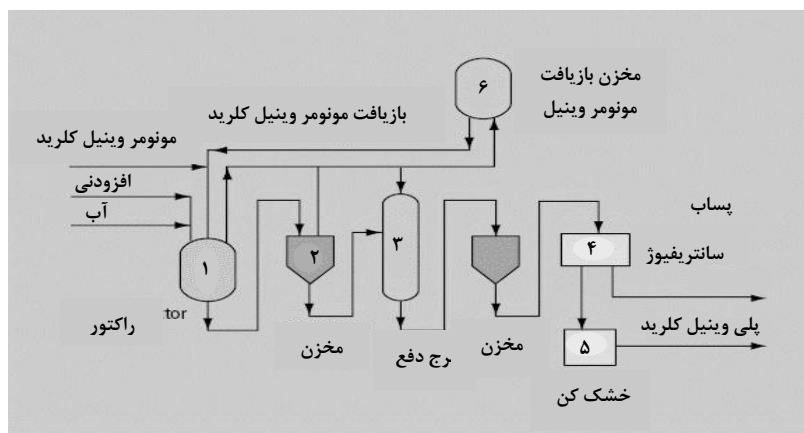 ۶
مخزن بازیافت
مونومر وینیل
بازیافت مونومر وینیل کلرید
مونومر وینیل کلرید
افزودنی
آب
پساب
۱
۲
۳
۴
سانتریفیوژ
tor
راکتور
مخزن
رج دفع
مخزن
۵
پلی وینیل کلرید
خشک کن